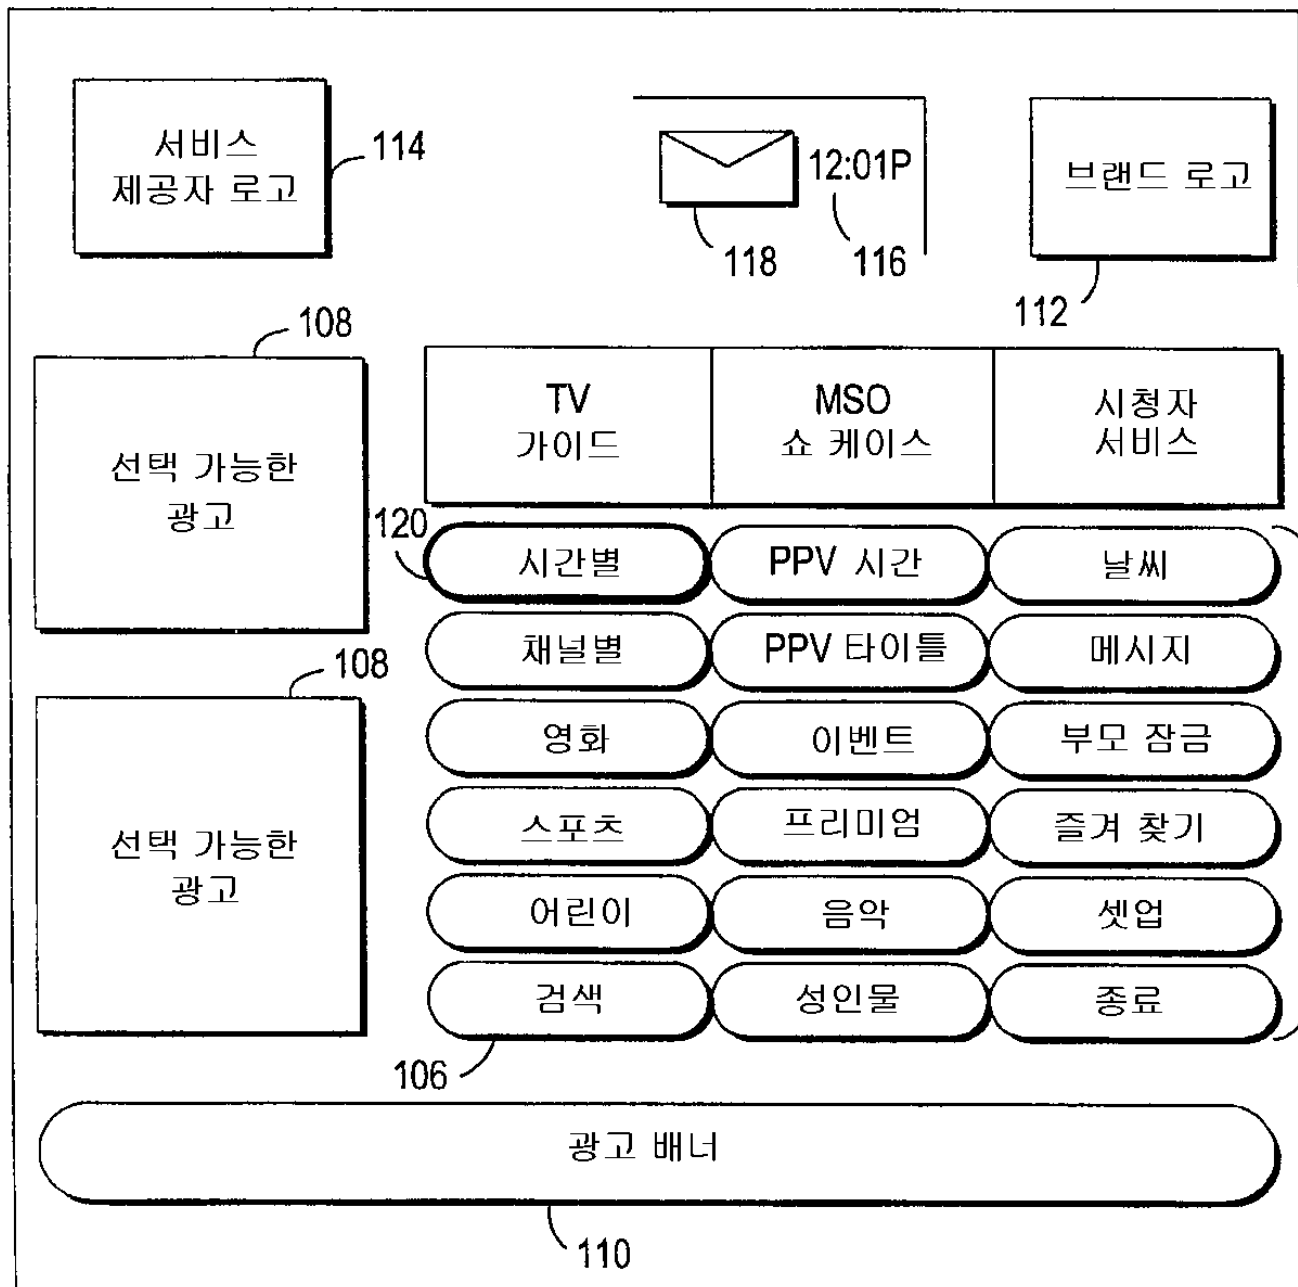 서비스
제공자 로고
114
12:01P
118
116
브랜드 로고
112
108
선택 가능한
광고
108
선택 가능한
광고
TV
가이드
MSO
쇼 케이스
시청자
서비스
120
시간별
PPV 시간
날씨
채널별
PPV 타이틀
메시지
영화
이벤트
부모 잠금
스포츠
프리미엄
즐겨 찾기
어린이
음악
셋업
검색
성인물
종료
106
광고 배너
110